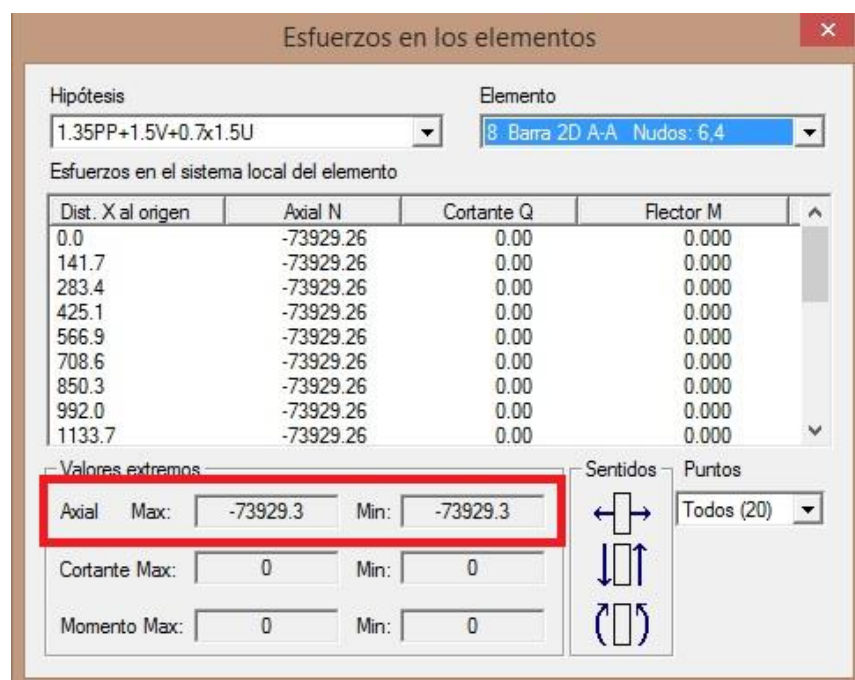 Esfuerzos en los elementos
×
Hipótesis Elemento
1.35PP+1.5V+0.7x1.5U 8 Barra 2D A-A Nudos: 6,4
Esfuerzos en el sistema local del elemento
Dist. X al origen Axial N Cortante Q Flector M
0.0 -73929.26 0.00 0.000
141.7 -73929.26 0.00 0.000
283.4 -73929.26 0.00 0.000
425.1 -73929.26 0.00 0.000
566.9 -73929.26 0.00 0.000
708.6 -73929.26 0.00 0.000
850.3 -73929.26 0.00 0.000
992.0 -73929.26 0.00 0.000
1133.7 -73929.26 0.00 0.000
Valores extremos Sentidos Puntos
Axial Max: -73929.3 Min: -73929.3 Todos (20)
Cortante Max: 0 Min: 0
Momento Max: 0 Min: 0